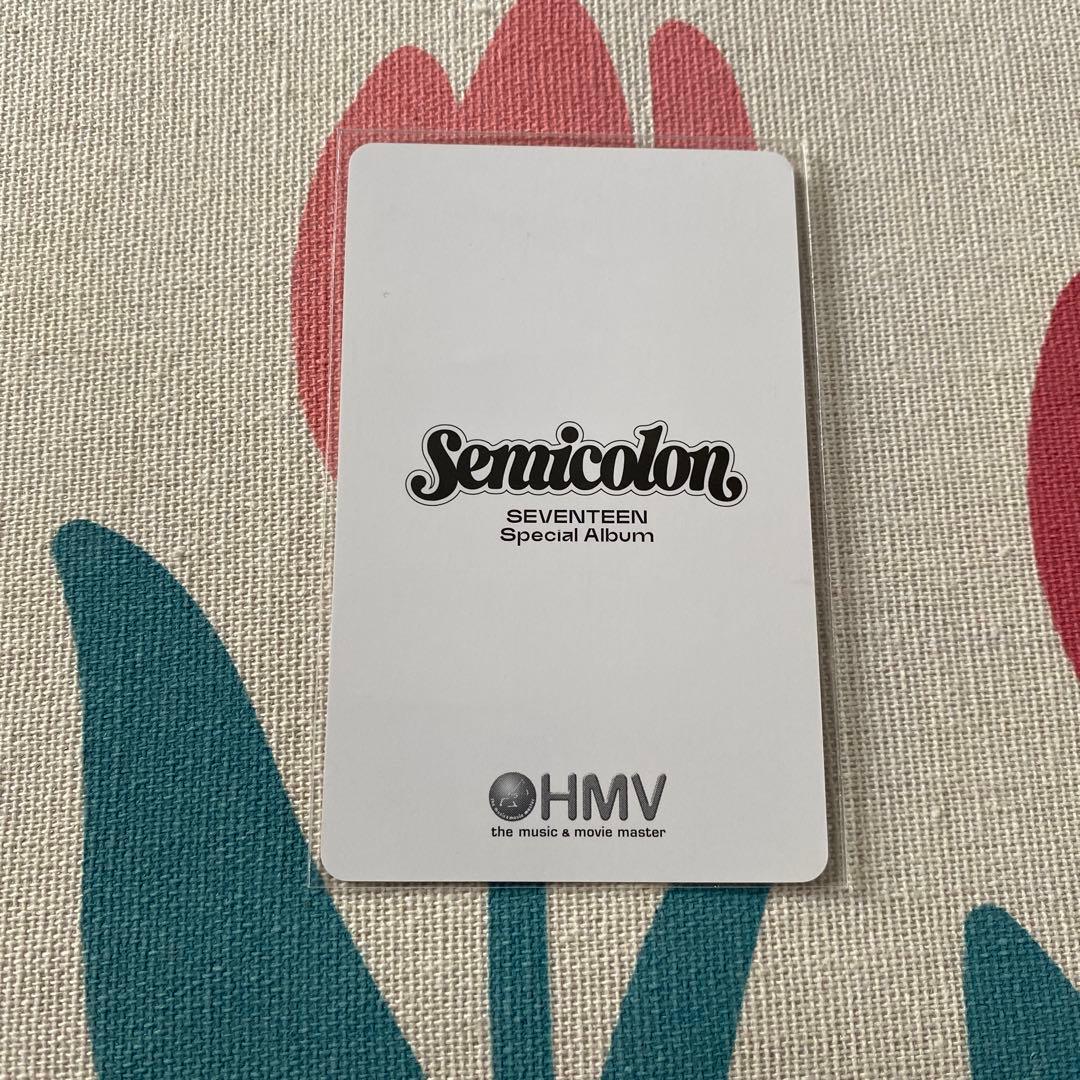 Semicolon
SEVENTEEN
Special Album
HMV
the music & movie master